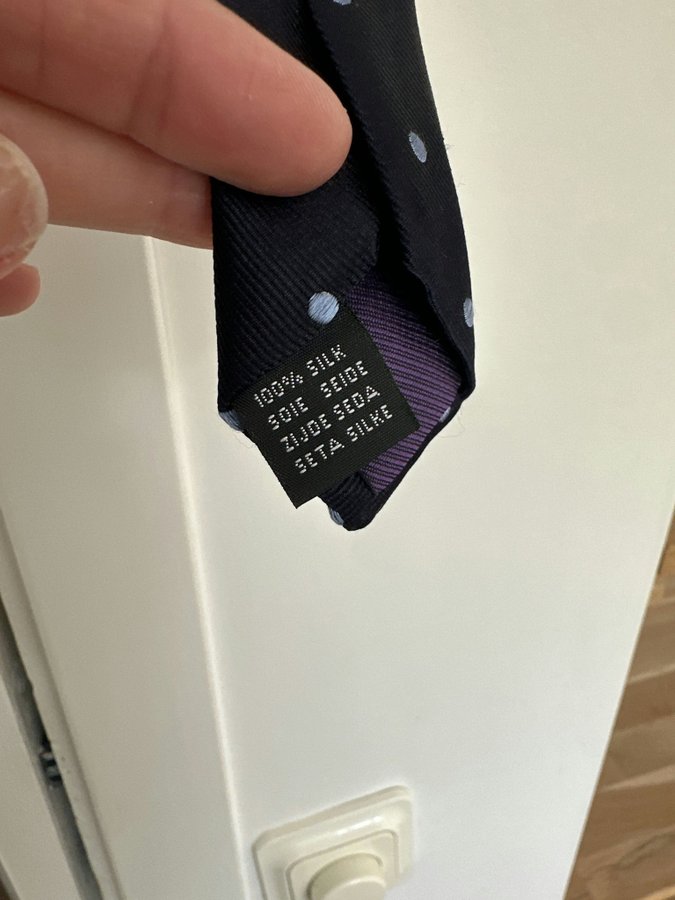 100% SILK
SOIE SEIDE
ZIJDE SEDA
SETA SILKE